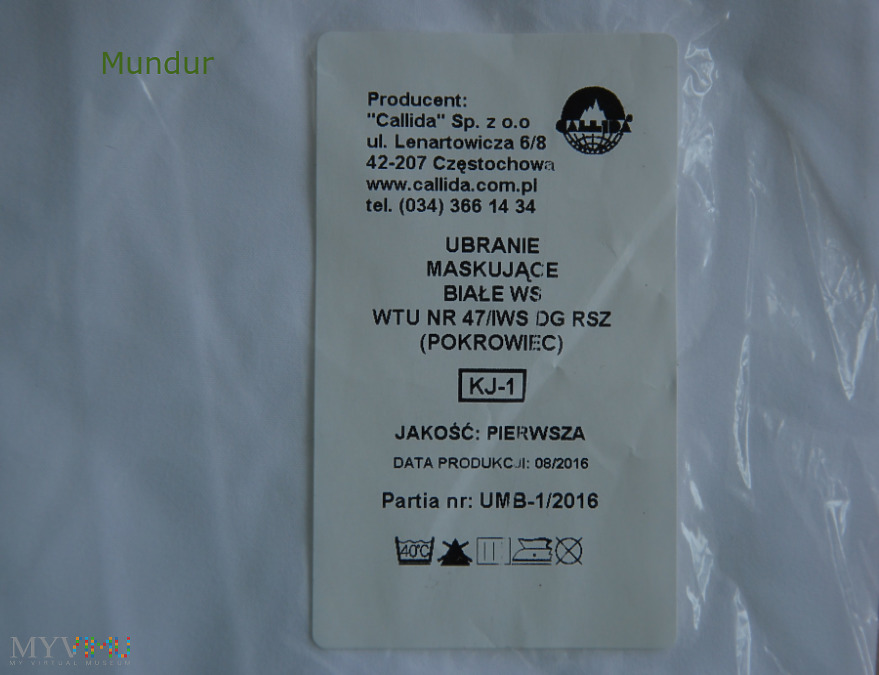 Mundur
Producent:
"Callida" Sp. z o.o
ul. Lenartowicza 6/8
42-207 Częstochowa
www.callida.com.pl
tel. (034) 366 14 34
CALLIDA
UBRANIE
MASKUJĄCE
BIAŁE WS
WTU NR 47/IWS DG RSZ
(POKROWIEC)
KJ-1
JAKOŚĆ: PIERWSZA
DATA PRODUKCJI: 08/2016
Partia nr: UMB-1/2016
40°C
MYVIMU
MY VIRTUAL MUSEUM